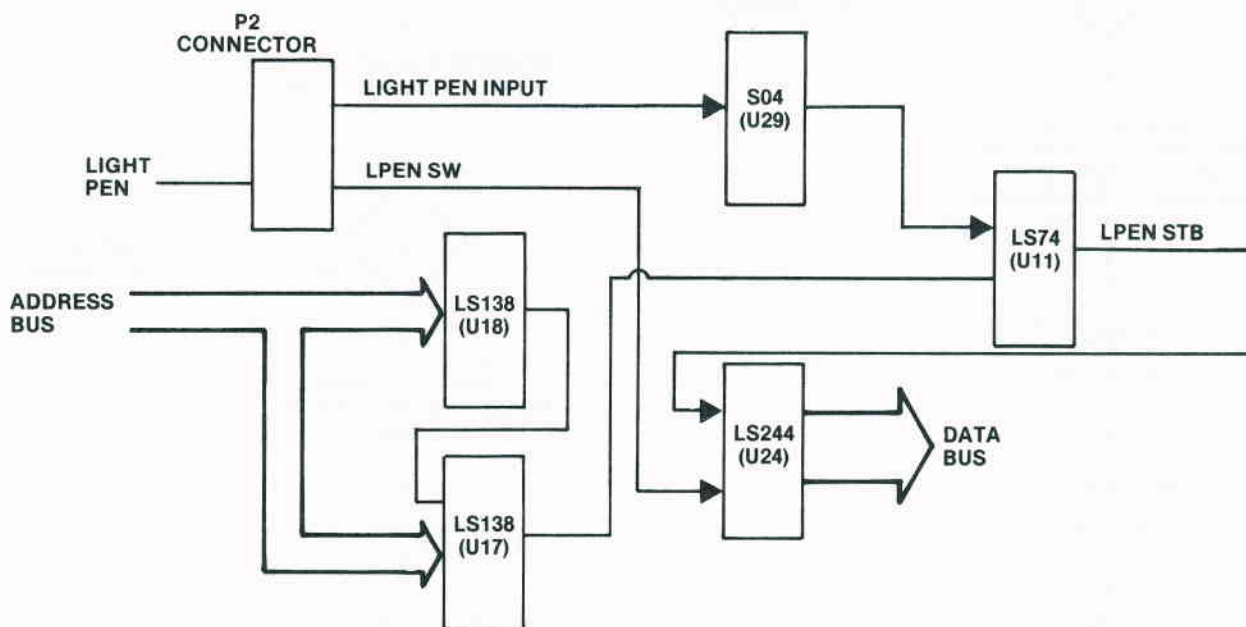 P2
CONNECTOR
LIGHT PEN INPUT
S04
(U29)
LIGHT
PEN
LPEN SW
LS74
(U11)
LPEN STB
ADDRESS
BUS
LS138
(U18)
LS244
(U24)
DATA
BUS
LS138
(U17)